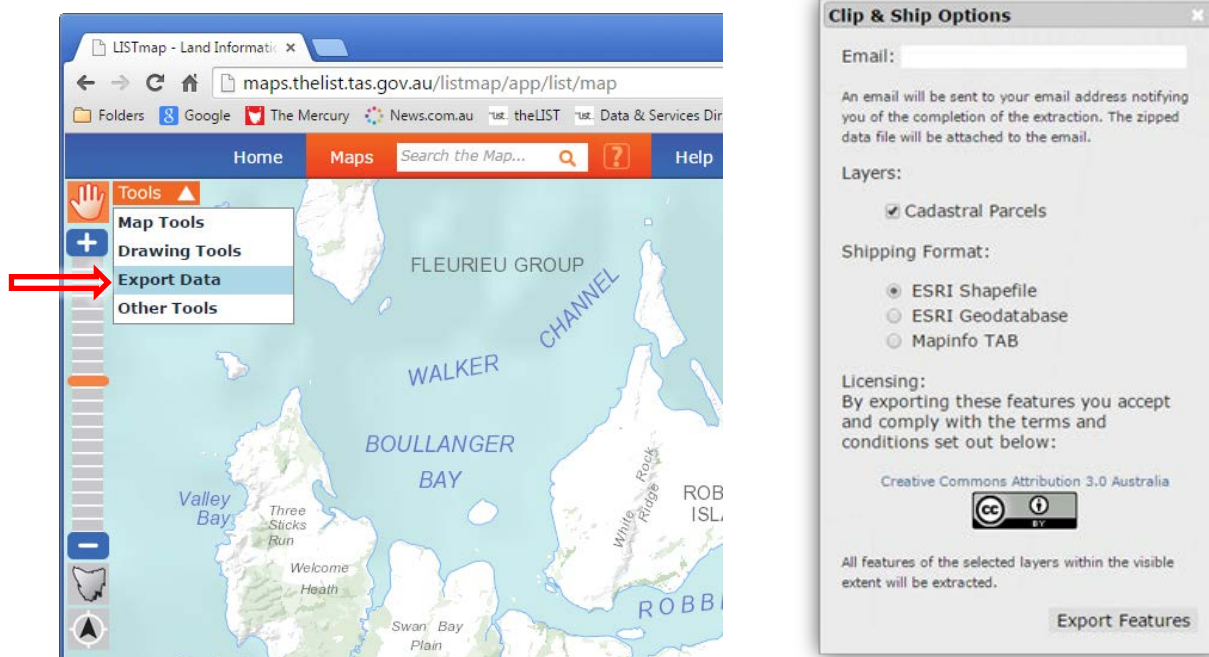 LISTmap - Land Informatic
maps.thelist.tas.gov.au/listmap/app/list/map
Folders Google The Mercury News.com.au theLIST Data & Services Dir
Home Maps Search the Map... ? Help
Tools
Map Tools
Drawing Tools
Export Data
Other Tools
FLEURIEU GROUP
CHANNEL
WALKER
BOULLANGER
BAY
Valley
Bay
Three
Sticks
Run
Welcome
Heath
White Rock
Ridge
ROB
ISL
ROBBI
Swan Bay
Plain
Clip & Ship Options
Email:
An email will be sent to your email address notifying
you of the completion of the extraction. The zipped
data file will be attached to the email.
Layers:
Cadastral Parcels
Shipping Format:
ESRI Shapefile
ESRI Geodatabase
Mapinfo TAB
Licensing:
By exporting these features you accept
and comply with the terms and
conditions set out below:
Creative Commons Attribution 3.0 Australia
cc
BY
All features of the selected layers within the visible
extent will be extracted.
Export Features